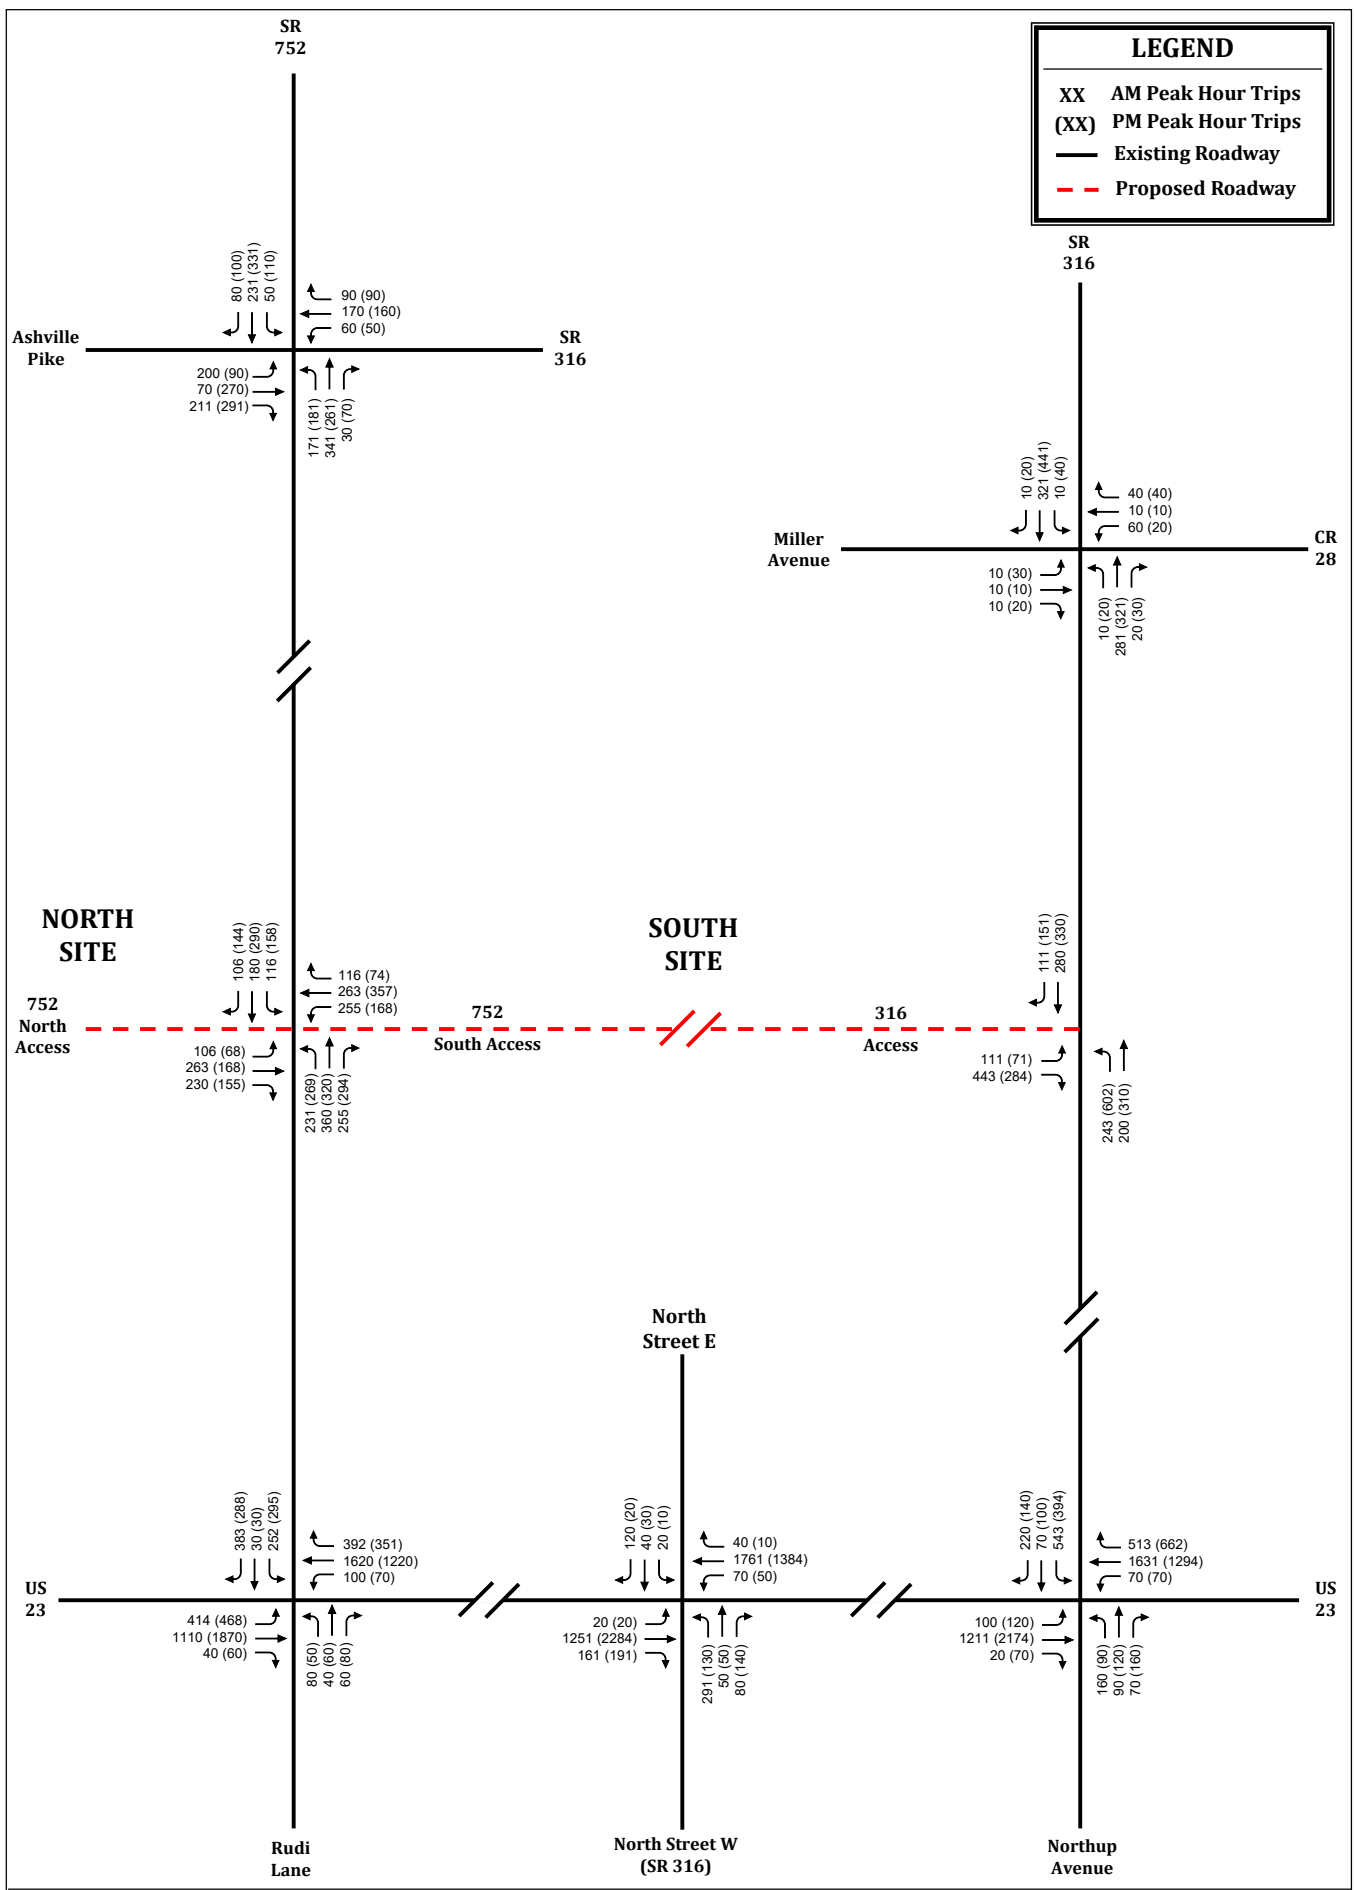 SR
752
LEGEND
XX AM Peak Hour Trips
(XX) PM Peak Hour Trips
Existing Roadway
Proposed Roadway
80 (100)
231 (331)
50 (110)
90 (90)
170 (160)
60 (50)
Ashville
Pike
SR
316
200 (90)
70 (270)
211 (291)
171 (181)
341 (261)
30 (70)
SR
316
10 (20)
321 (441)
10 (40)
40 (40)
10 (10)
60 (20)
Miller
Avenue
CR
28
10 (30)
10 (10)
10 (20)
10 (20)
281 (321)
20 (30)
NORTH
SITE
SOUTH
SITE
106 (144)
180 (290)
116 (158)
116 (74)
263 (357)
255 (168)
752
North
Access
752
South Access
316
Access
106 (68)
263 (168)
230 (155)
231 (269)
360 (320)
255 (294)
111 (151)
280 (330)
111 (71)
443 (284)
243 (602)
200 (310)
North
Street E
383 (288)
30 (30)
252 (295)
392 (351)
1620 (1220)
100 (70)
120 (20)
40 (30)
20 (10)
40 (10)
1761 (1384)
70 (50)
220 (140)
70 (100)
543 (394)
513 (662)
1631 (1294)
70 (70)
US
23
US
23
414 (468)
1110 (1870)
40 (60)
80 (50)
40 (60)
60 (80)
20 (20)
1251 (2284)
161 (191)
291 (130)
50 (50)
80 (140)
100 (120)
1211 (2174)
20 (70)
160 (90)
90 (120)
70 (160)
Rudi
Lane
North Street W
(SR 316)
Northup
Avenue